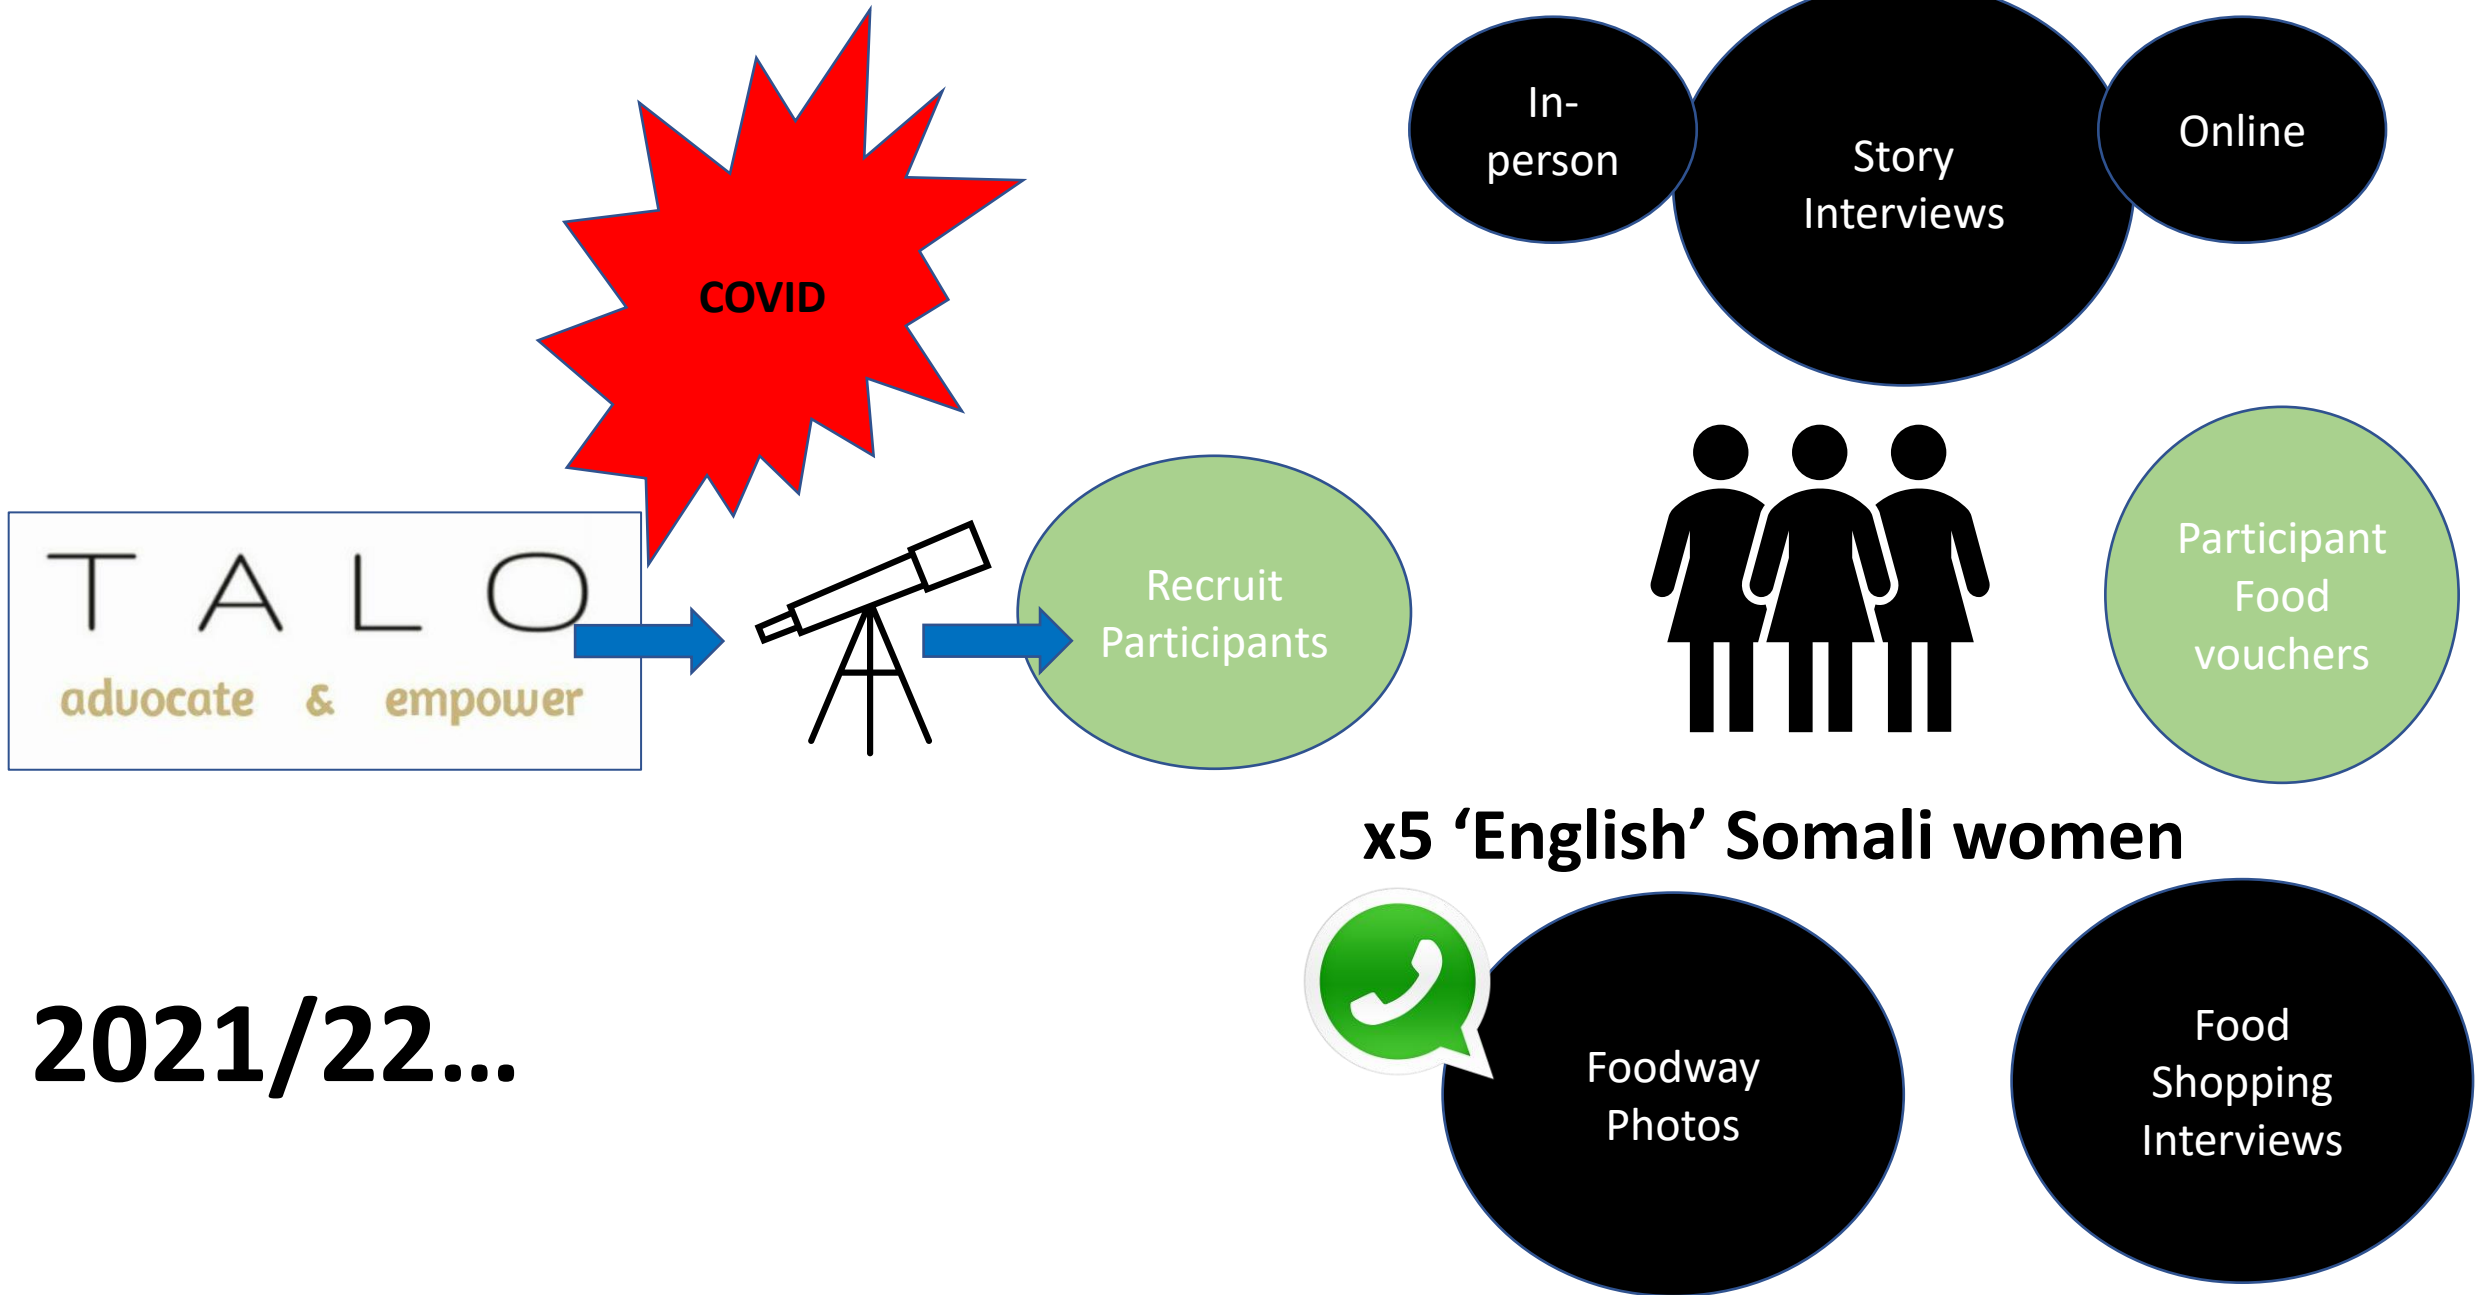 COVID
In-
person
Story
Interviews
Online
T A L O
advocate & empower
Recruit
Participants
Participant
Food
vouchers
x5 ‘English’ Somali women
2021/22...
Foodway
Photos
Food
Shopping
Interviews